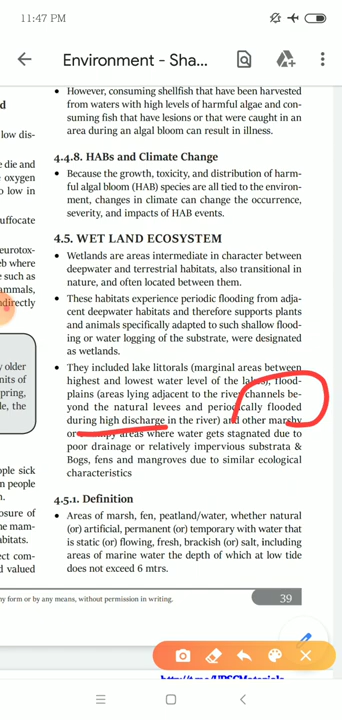 11:47 PM
Environment - Sha...
However, consuming shellfish that have been harvested
from waters with high levels of harmful algae and con-
suming fish that have lesions or that were caught in an
area during an algal bloom can result in illness.
d
low dis-
4.4.8. HABs and Climate Change
e die and
oxygen
o low in
Because the growth, toxicity, and distribution of harm-
ful algal bloom (HAB) species are all tied to the environ-
ment, changes in climate can change the occurrence,
severity, and impacts of HAB events.
uffocate
4.5. WET LAND ECOSYSTEM
eurotox-
eb where
such as
ammals,
ndirectly
Wetlands are areas intermediate in character between
deepwater and terrestrial habitats, also transitional in
nature, and often located between them.
These habitats experience periodic flooding from adja-
cent deepwater habitats and therefore supports plants
and animals specifically adapted to such shallow flood-
ing or water logging of the substrate, were designated
as wetlands.
y older
nits of
pring,
le, the
They included lake littorals (marginal areas between
highest and lowest water level of the lakes), flood-
plains (areas lying adjacent to the river channels be-
yond the natural levees and periodically flooded
during high discharge in the river) and other marshy
or swampy areas where water gets stagnated due to
poor drainage or relatively impervious substrata &
Bogs, fens and mangroves due to similar ecological
characteristics
ople sick
n people
n.
4.5.1. Definition
osure of
he mam-
abitats.
ect com-
d valued
Areas of marsh, fen, peatland/water, whether natural
(or) artificial, permanent (or) temporary with water that
is static (or) flowing, fresh, brackish (or) salt, including
areas of marine water the depth of which at low tide
does not exceed 6 mtrs.
ny form or by any means, without permission in writing.
39